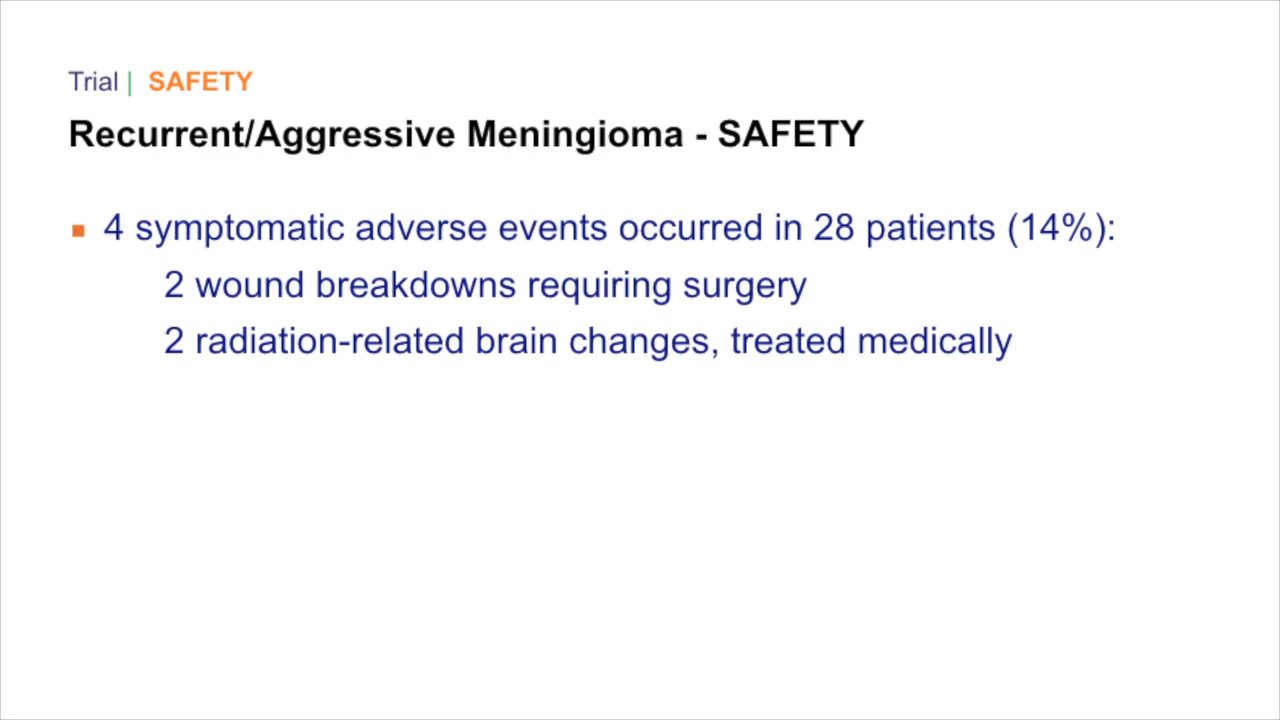 Trial | SAFETY
Recurrent/Aggressive Meningioma - SAFETY
▪ 4 symptomatic adverse events occurred in 28 patients (14%):
2 wound breakdowns requiring surgery
2 radiation-related brain changes, treated medically